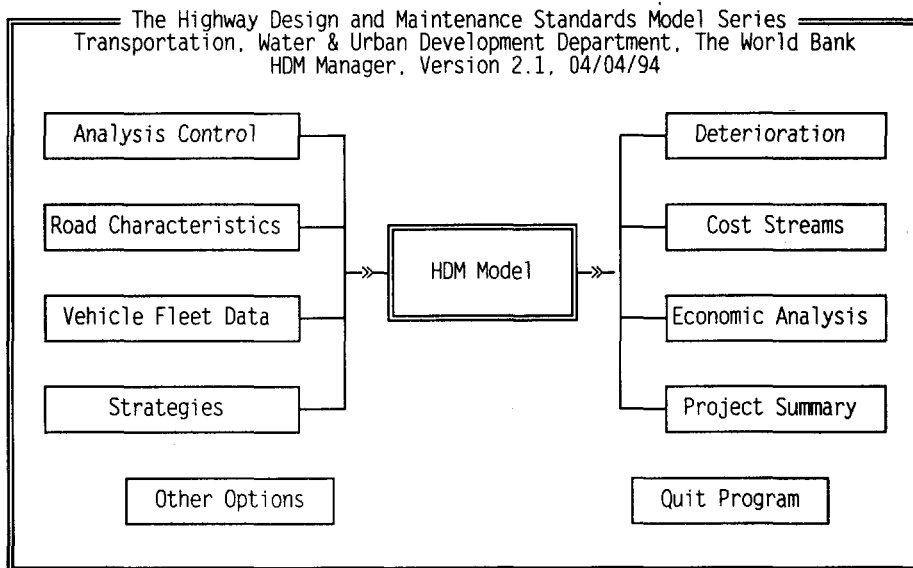 The Highway Design and Maintenance Standards Model Series
Transportation, Water & Urban Development Department, The World Bank
HDM Manager, Version 2.1, 04/04/94
Analysis Control
Road Characteristics
Vehicle Fleet Data
Strategies
HDM Model
Deterioration
Cost Streams
Economic Analysis
Project Summary
Other Options
Quit Program